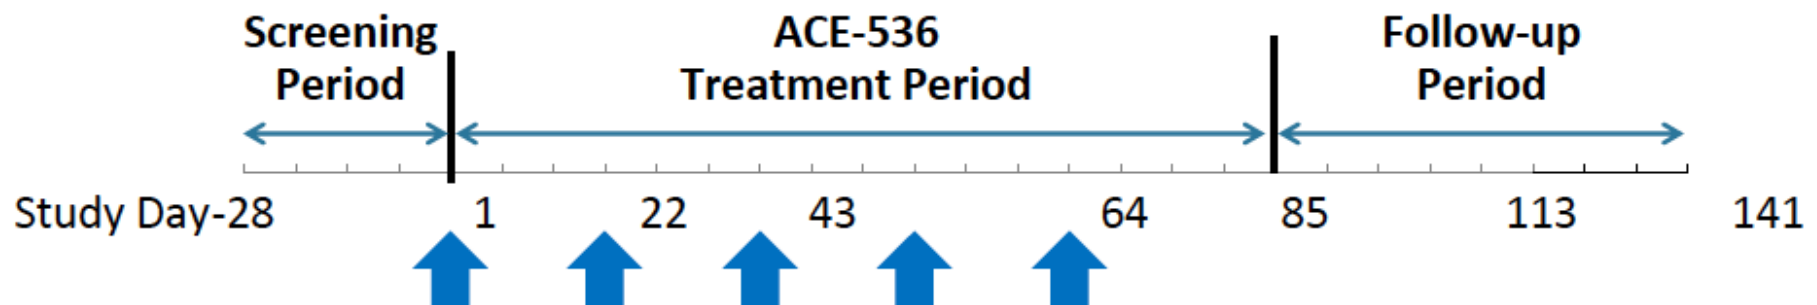 Screening Period
ACE-536 Treatment Period
Follow-up Period
Study Day-28 1 22 43 64 85 113 141